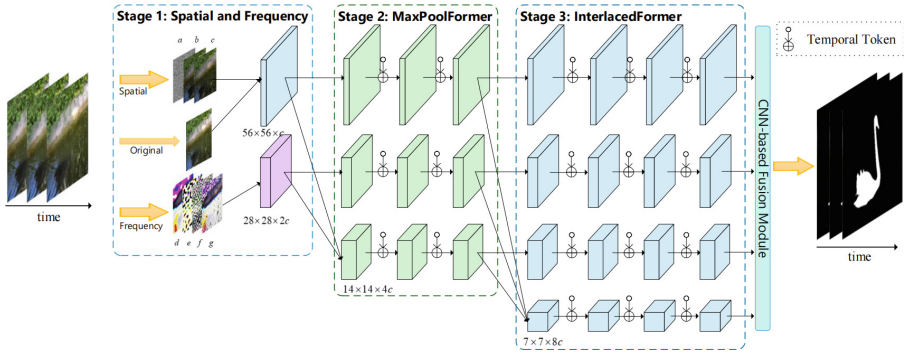 Stage 1: Spatial and Frequency
Stage 2: MaxPoolFormer
Stage 3: InterlacedFormer
Temporal Token
a b c
Spatial
Original
Frequency
d e f g
56×56×c
28×28×2c
14×14×4c
7×7×8c
CNN-based Fusion Module
time
time